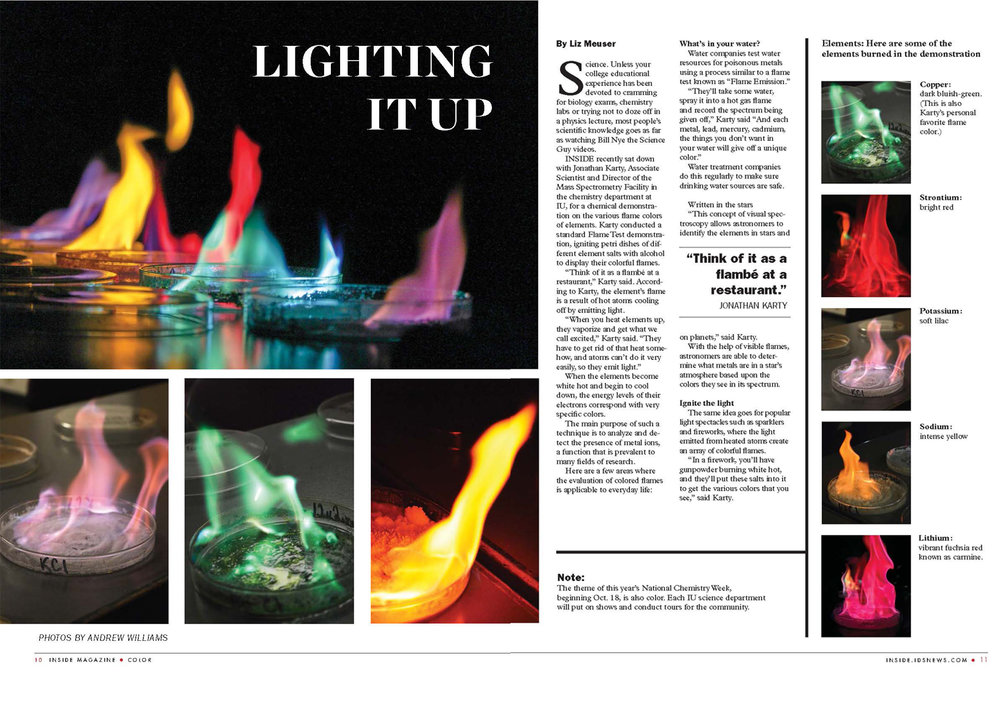 LIGHTING
IT UP
KCl
PHOTOS BY ANDREW WILLIAMS
10 INSIDE MAGAZINE • COLOR
By Liz Meuser
Science. Unless your
college educational
experience has been
devoted to cramming
for biology exams, chemistry
labs or trying not to doze off in
a physics lecture, most people's
scientific knowledge goes as far
as watching Bill Nye the Science
Guy videos.
INSIDE recently sat down
with Jonathan Karty, Associate
Scientist and Director of the
Mass Spectrometry Facility in
the chemistry department at
IU, for a chemical demonstra-
tion on the various flame colors
of elements. Karty conducted a
standard Flame Test demonstra-
tion, igniting petri dishes of dif-
ferent element salts with alcohol
to display their colorful flames.
"Think of it as a flambé at a
restaurant," Karty said. Accord-
ing to Karty, the element's flame
is a result of hot atoms cooling
off by emitting light.
"When you heat elements up,
they vaporize and get what we
call excited," Karty said. "They
have to get rid of that heat some-
how, and atoms can't do it very
easily, so they emit light."
When the elements become
white hot and begin to cool
down, the energy levels of their
electrons correspond with very
specific colors.
The main purpose of such a
technique is to analyze and de-
tect the presence of metal ions,
a function that is prevalent to
many fields of research.
Here are a few areas where
the evaluation of colored flames
is applicable to everyday life:
What's in your water?
Water companies test water
resources for poisonous metals
using a process similar to a flame
test known as "Flame Emission."
"They'll take some water,
spray it into a hot gas flame
and record the spectrum being
given off," Karty said "And each
metal, lead, mercury, cadmium,
the things you don't want in
your water will give off a unique
color."
Water treatment companies
do this regularly to make sure
drinking water sources are safe.
Written in the stars
"This concept of visual spec-
troscopy allows astronomers to
identify the elements in stars and
"Think of it as a
flambé at a
restaurant."
JONATHAN KARTY
on planets," said Karty.
With the help of visible flames,
astronomers are able to deter-
mine what metals are in a star's
atmosphere based upon the
colors they see in its spectrum.
Ignite the light
The same idea goes for popular
light spectacles such as sparklers
and fireworks, where the light
emitted from heated atoms create
an array of colorful flames.
"In a firework, you'll have
gunpowder burning white hot,
and they'll put these salts into it
to get the various colors that you
see," said Karty.
Note:
The theme of this year's National Chemistry Week,
beginning Oct. 18, is also color. Each IU science department
will put on shows and conduct tours for the community.
Elements: Here are some of the
elements burned in the demonstration
Copper:
dark bluish-green.
(This is also
Karty's personal
favorite flame
color.)
Strontium:
bright red
Potassium:
soft lilac
KCl
Sodium:
intense yellow
Lithium:
vibrant fuchsia red
known as carmine.
INSIDE.IDSNEWS.COM • 11